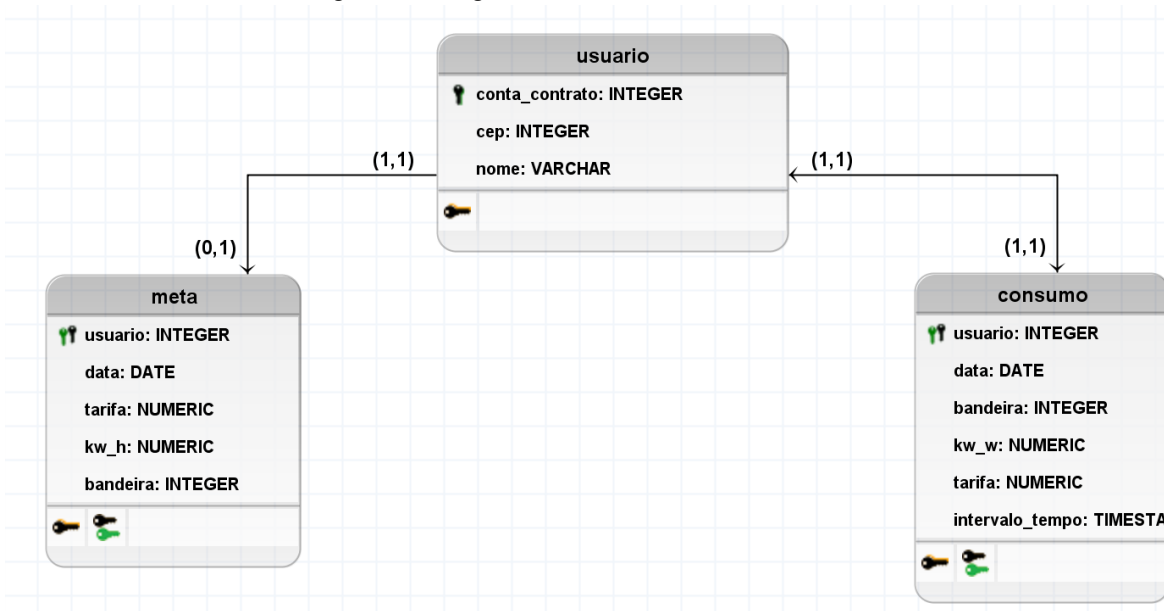 usuario
conta_contrato: INTEGER
cep: INTEGER
nome: VARCHAR
(1,1)
(1,1)
(0,1)
(1,1)
meta
usuario: INTEGER
data: DATE
tarifa: NUMERIC
kw_h: NUMERIC
bandeira: INTEGER
consumo
usuario: INTEGER
data: DATE
bandeira: INTEGER
kw_w: NUMERIC
tarifa: NUMERIC
intervalo_tempo: TIMESTA